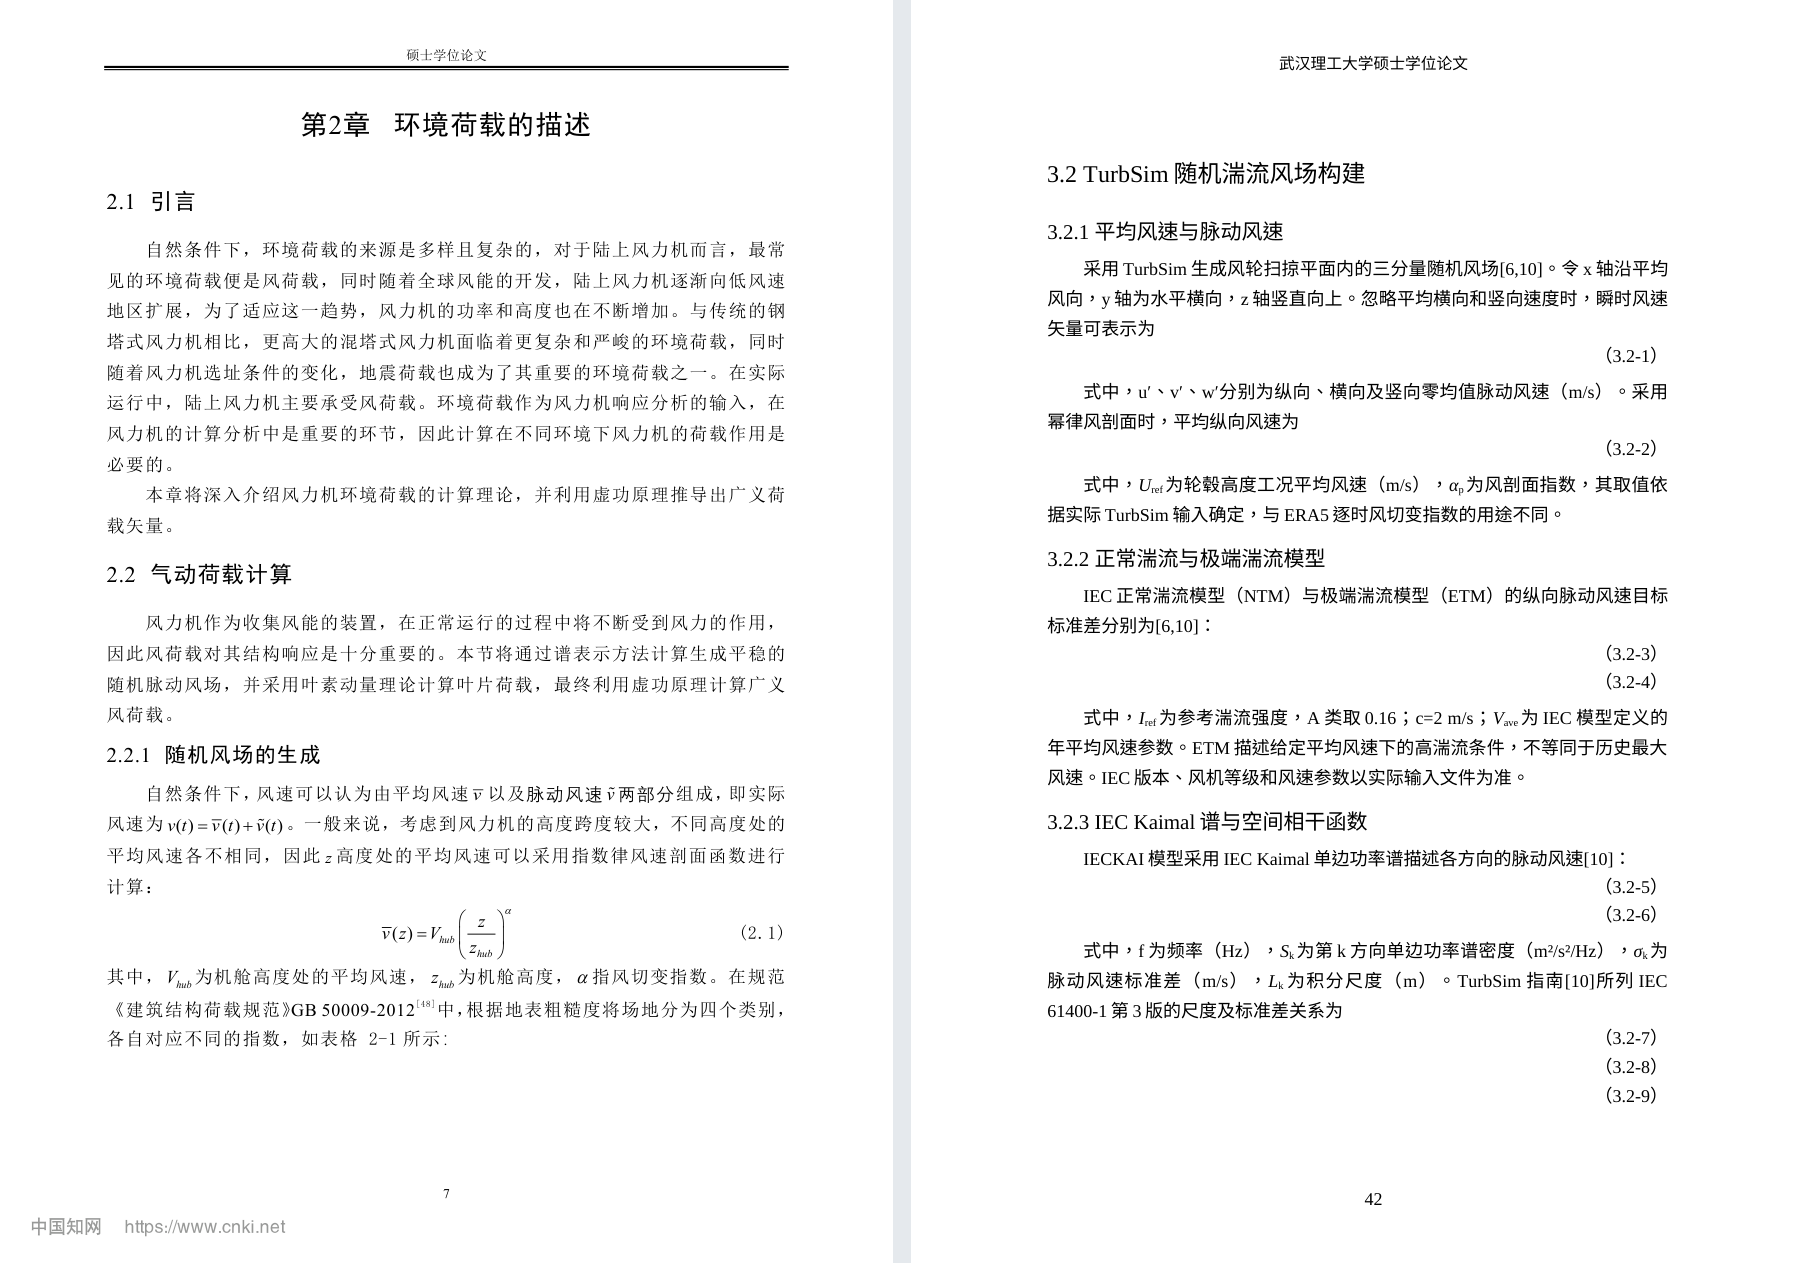 硕士学位论文
第2章 环境荷载的描述
2.1 引言
自然条件下，环境荷载的来源是多样且复杂的，对于陆上风力机而言，最常
见的环境荷载便是风荷载，同时随着全球风能的开发，陆上风力机逐渐向低风速
地区扩展，为了适应这一趋势，风力机的功率和高度也在不断增加。与传统的钢
塔式风力机相比，更高大的混塔式风力机面临着更复杂和严峻的环境荷载，同时
随着风力机选址条件的变化，地震荷载也成为了其重要的环境荷载之一。在实际
运行中，陆上风力机主要承受风荷载。环境荷载作为风力机响应分析的输入，在
风力机的计算分析中是重要的环节，因此计算在不同环境下风力机的荷载作用是
必要的。
本章将深入介绍风力机环境荷载的计算理论，并利用虚功原理推导出广义荷
载矢量。
2.2 气动荷载计算
风力机作为收集风能的装置，在正常运行的过程中将不断受到风力的作用，
因此风荷载对其结构响应是十分重要的。本节将通过谱表示方法计算生成平稳的
随机脉动风场，并采用叶素动量理论计算叶片荷载，最终利用虚功原理计算广义
风荷载。
2.2.1 随机风场的生成
自然条件下，风速可以认为由平均风速 v̅ 以及脉动风速 ṽ 两部分组成，即实际
风速为 v(t) = v̅(t) + ṽ(t) 。一般来说，考虑到风力机的高度跨度较大，不同高度处的
平均风速各不相同，因此 z 高度处的平均风速可以采用指数律风速剖面函数进行
计算：
v̅(z) = V_hub (z / z_hub)^α (2.1)
其中，V_hub 为机舱高度处的平均风速，z_hub 为机舱高度，α 指风切变指数。在规范
《建筑结构荷载规范》GB 50009-2012[48]中，根据地表粗糙度将场地分为四个类别，
各自对应不同的指数，如表格 2-1 所示：
7
中国知网 https://www.cnki.net
武汉理工大学硕士学位论文
3.2 TurbSim 随机湍流风场构建
3.2.1 平均风速与脉动风速
采用 TurbSim 生成风轮扫掠平面内的三分量随机风场[6,10]。令 x 轴沿平均
风向，y 轴为水平横向，z 轴竖直向上。忽略平均横向和竖向速度时，瞬时风速
矢量可表示为
（3.2-1）
式中，u′、v′、w′分别为纵向、横向及竖向零均值脉动风速（m/s）。采用
幂律风剖面时，平均纵向风速为
（3.2-2）
式中，U_ref 为轮毂高度工况平均风速（m/s），α_p 为风剖面指数，其取值依
据实际 TurbSim 输入确定，与 ERA5 逐时风切变指数的用途不同。
3.2.2 正常湍流与极端湍流模型
IEC 正常湍流模型（NTM）与极端湍流模型（ETM）的纵向脉动风速目标
标准差分别为[6,10]：
（3.2-3）
（3.2-4）
式中，I_ref 为参考湍流强度，A 类取 0.16；c=2 m/s；V_ave 为 IEC 模型定义的
年平均风速参数。ETM 描述给定平均风速下的高湍流条件，不等同于历史最大
风速。IEC 版本、风机等级和风速参数以实际输入文件为准。
3.2.3 IEC Kaimal 谱与空间相干函数
IECKAI 模型采用 IEC Kaimal 单边功率谱描述各方向的脉动风速[10]：
（3.2-5）
（3.2-6）
式中，f 为频率（Hz），S_k 为第 k 方向单边功率谱密度（m²/s²/Hz），σ_k 为
脉动风速标准差（m/s），L_k 为积分尺度（m）。TurbSim 指南[10]所列 IEC
61400-1 第 3 版的尺度及标准差关系为
（3.2-7）
（3.2-8）
（3.2-9）
42